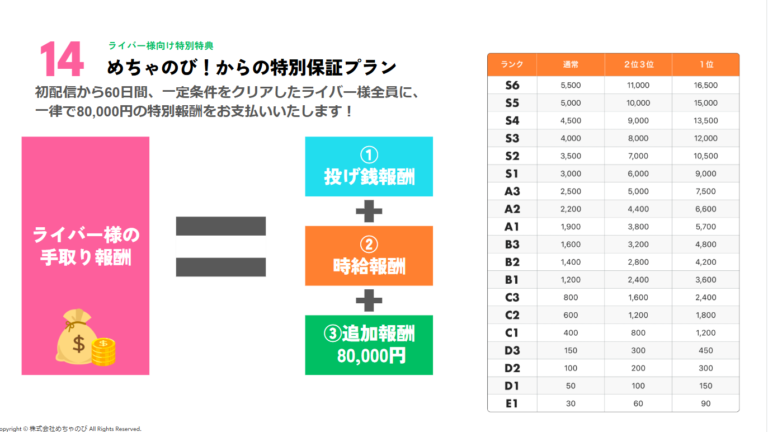 14
ライバー様向け特別特典
めちゃのび！からの特別保証プラン
初配信から60日間、一定条件をクリアしたライバー様全員に、
一律で80,000円の特別報酬をお支払いいたします！
ライバー様の
手取り報酬
$
①
投げ銭報酬
②
時給報酬
③追加報酬
80,000円
ランク 通常 2位3位 1位
S6 5,500 11,000 16,500
S5 5,000 10,000 15,000
S4 4,500 9,000 13,500
S3 4,000 8,000 12,000
S2 3,500 7,000 10,500
S1 3,000 6,000 9,000
A3 2,500 5,000 7,500
A2 2,200 4,400 6,600
A1 1,900 3,800 5,700
B3 1,600 3,200 4,800
B2 1,400 2,800 4,200
B1 1,200 2,400 3,600
C3 800 1,600 2,400
C2 600 1,200 1,800
C1 400 800 1,200
D3 150 300 450
D2 100 200 300
D1 50 100 150
E1 30 60 90
opyright © 株式会社めちゃのび All Rights Reserved.